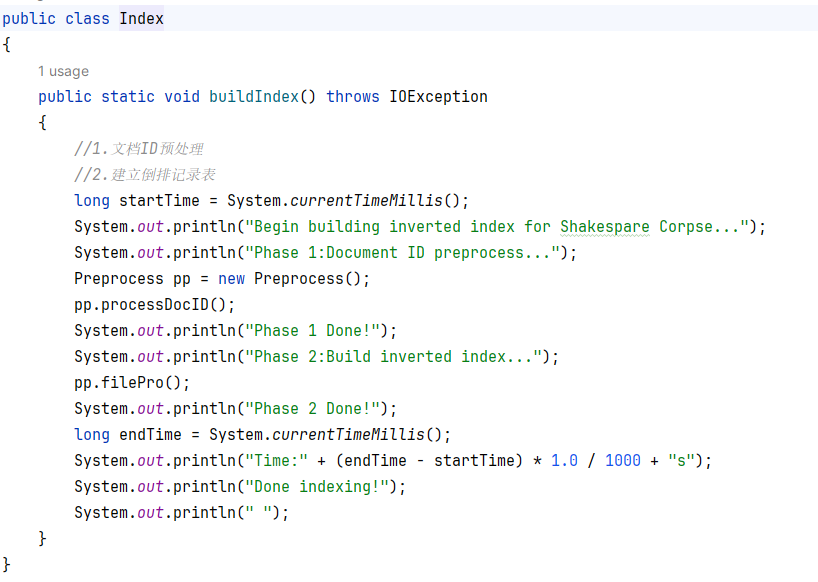 public class Index
{
1 usage
public static void buildIndex() throws IOException
{
//1.文档ID预处理
//2.建立倒排记录表
long startTime = System.currentTimeMillis();
System.out.println("Begin building inverted index for Shakespare Corpse...");
System.out.println("Phase 1:Document ID preprocess...");
Preprocess pp = new Preprocess();
pp.processDocID();
System.out.println("Phase 1 Done!");
System.out.println("Phase 2:Build inverted index...");
pp.filePro();
System.out.println("Phase 2 Done!");
long endTime = System.currentTimeMillis();
System.out.println("Time:" + (endTime - startTime) * 1.0 / 1000 + "s");
System.out.println("Done indexing!");
System.out.println(" ");
}
}